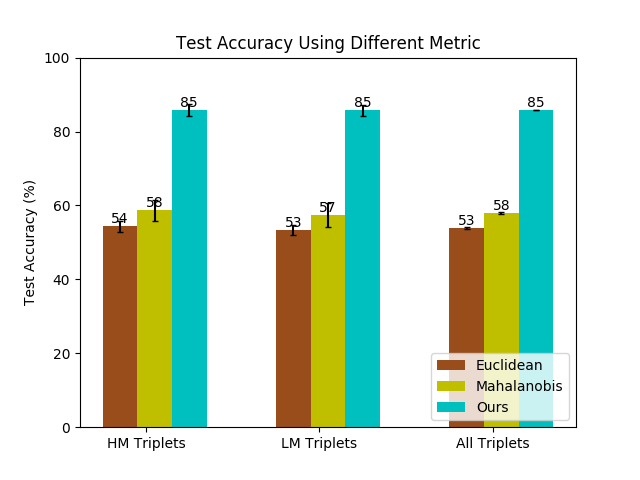 Test Accuracy Using Different Metric
100
80
60
40
20
0
Test Accuracy (%)
54
58
85
53
57
85
53
58
85
HM Triplets
LM Triplets
All Triplets
Euclidean
Mahalanobis
Ours